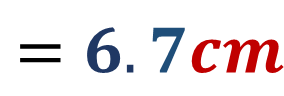 = 6.7cm